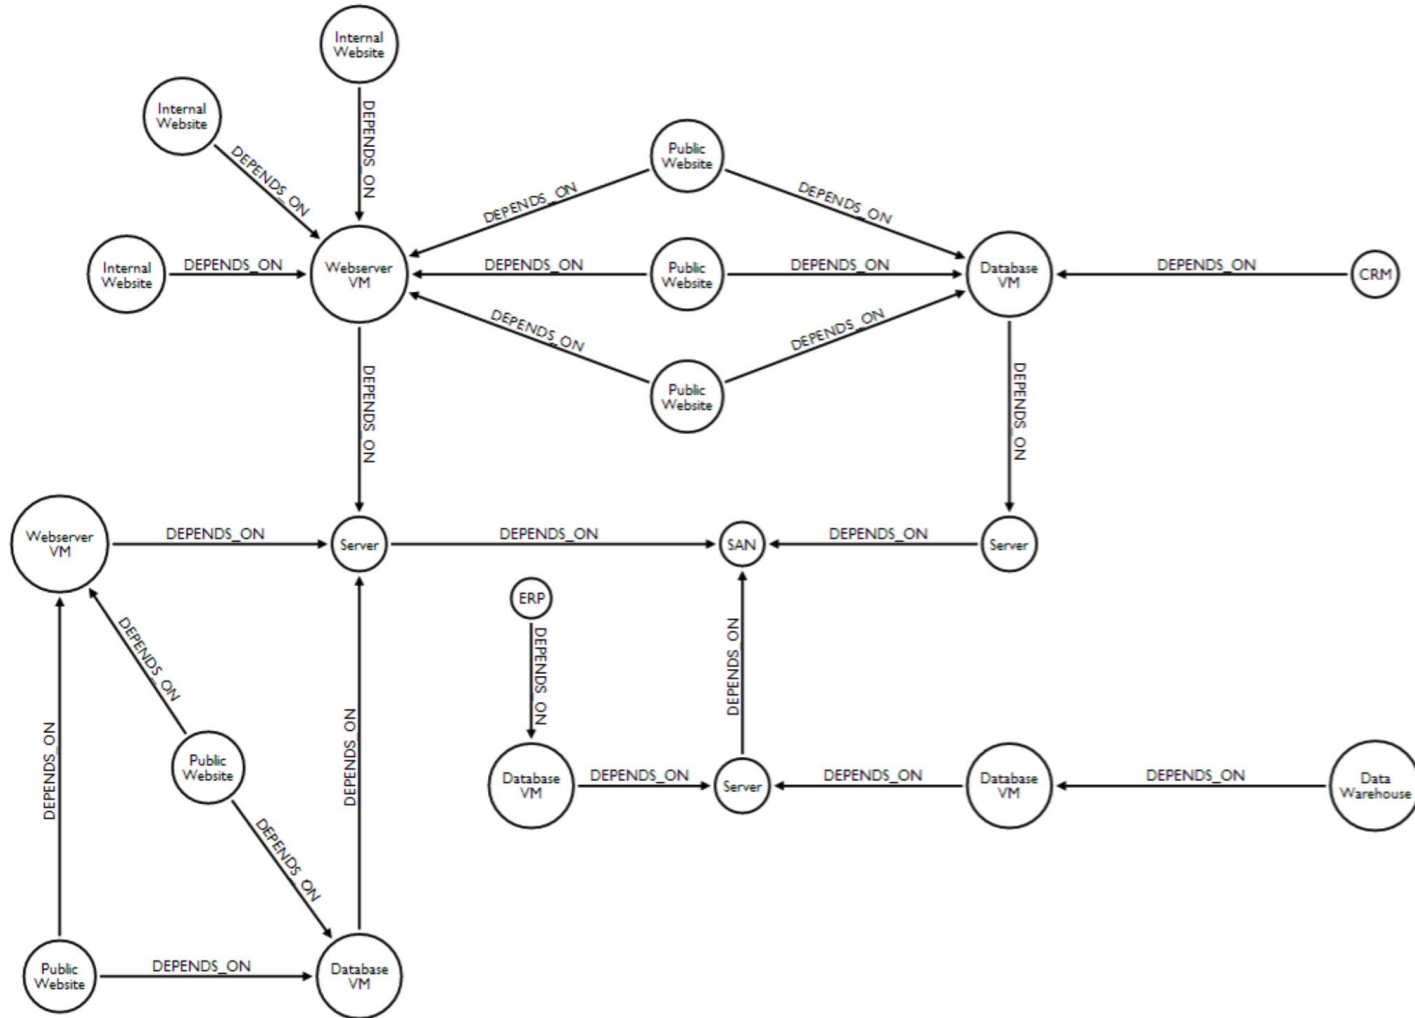 Internal
Website
Internal
Website
DEPENDS_ON
DEPENDS_ON
Public
Website
DEPENDS_ON
DEPENDS_ON
Internal
Website
DEPENDS_ON
Webserver
VM
DEPENDS_ON
Public
Website
DEPENDS_ON
Database
VM
DEPENDS_ON
CRM
DEPENDS_ON
DEPENDS_ON
Public
Website
DEPENDS_ON
DEPENDS_ON
Webserver
VM
DEPENDS_ON
Server
DEPENDS_ON
SAN
DEPENDS_ON
Server
ERP
DEPENDS_ON
DEPENDS_ON
DEPENDS_ON
DEPENDS_ON
DEPENDS_ON
Public
Website
Database
VM
DEPENDS_ON
Server
DEPENDS_ON
Database
VM
DEPENDS_ON
Data
Warehouse
DEPENDS_ON
Public
Website
DEPENDS_ON
Database
VM